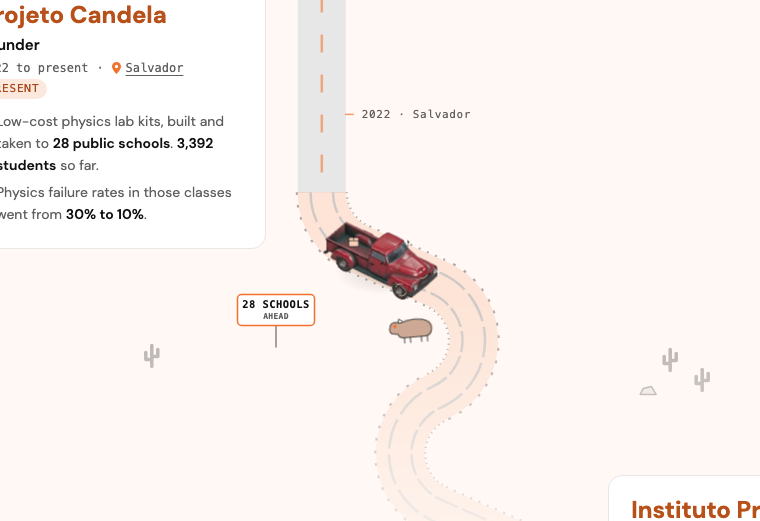 rojeto Candela
under
22 to present · Salvador
ESENT
Low-cost physics lab kits, built and
taken to 28 public schools. 3,392
students so far.
Physics failure rates in those classes
went from 30% to 10%.
2022 · Salvador
28 SCHOOLS
AHEAD
Instituto Pr